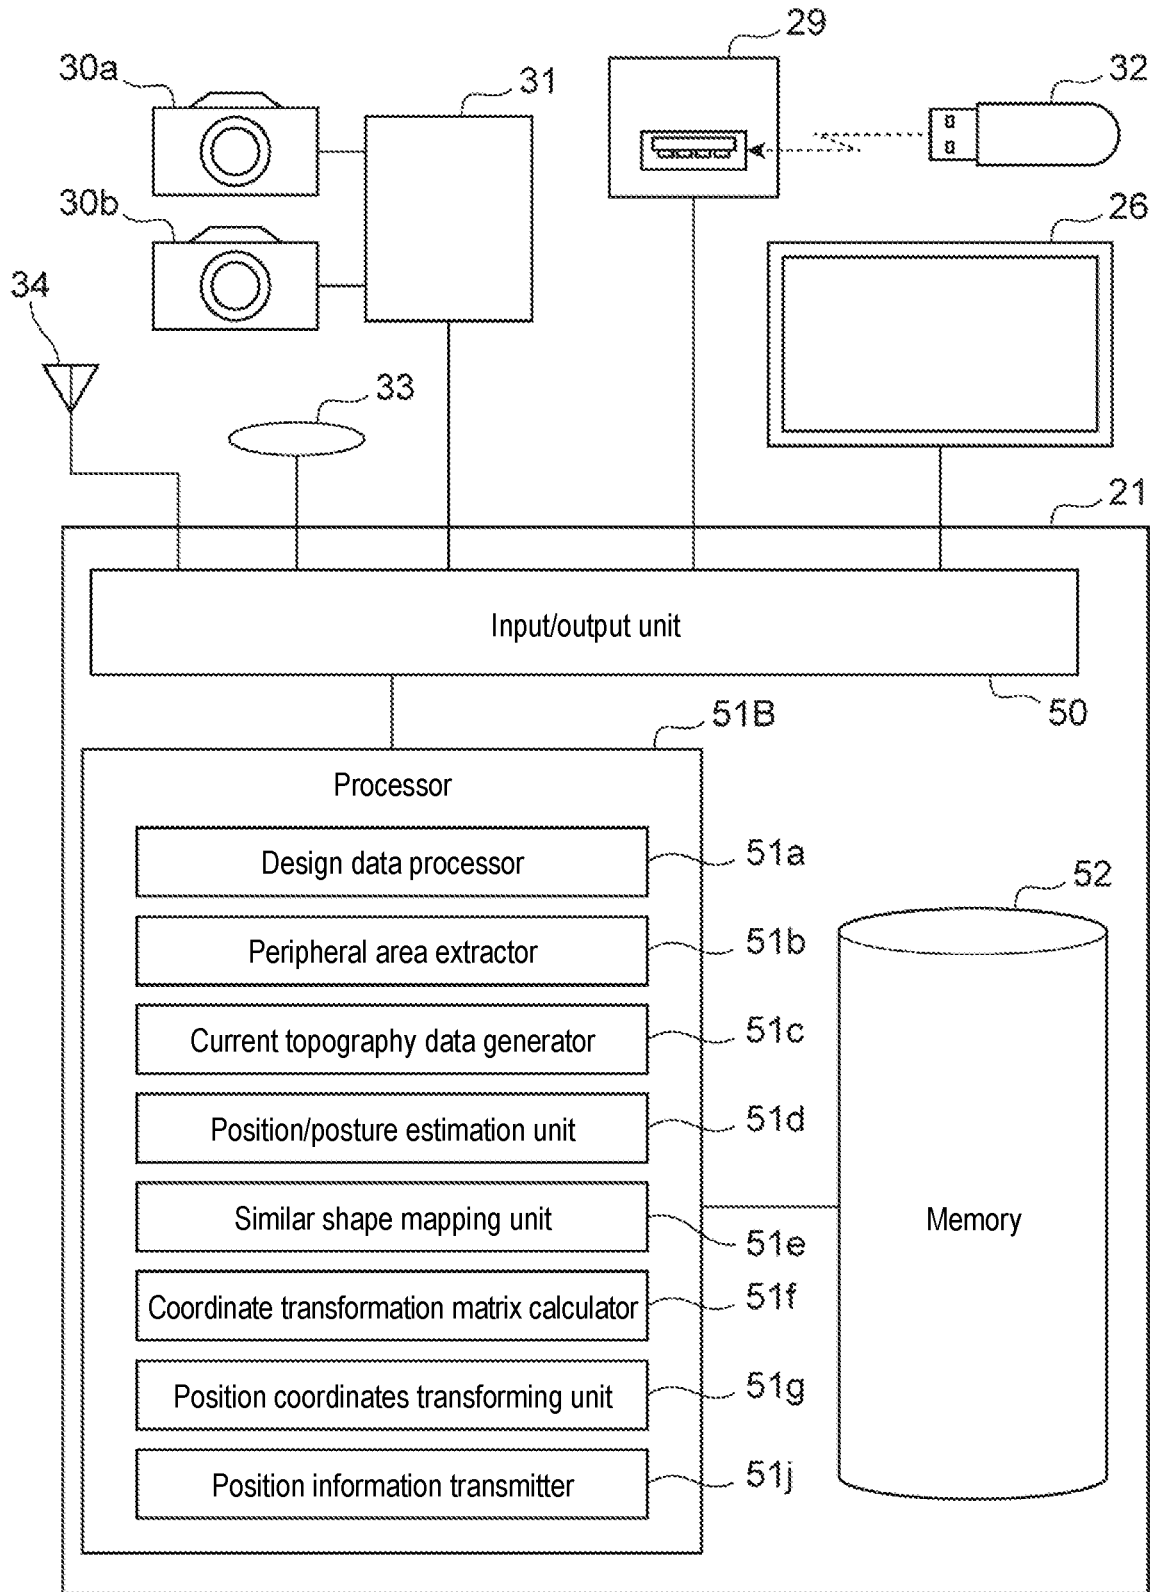 29
30a
31
32
30b
26
34
33
21
Input/output unit
50
51B
Processor
Design data processor
51a
52
Peripheral area extractor
51b
Current topography data generator
51c
Position/posture estimation unit
51d
Similar shape mapping unit
51e
Memory
Coordinate transformation matrix calculator
51f
Position coordinates transforming unit
51g
Position information transmitter
51j